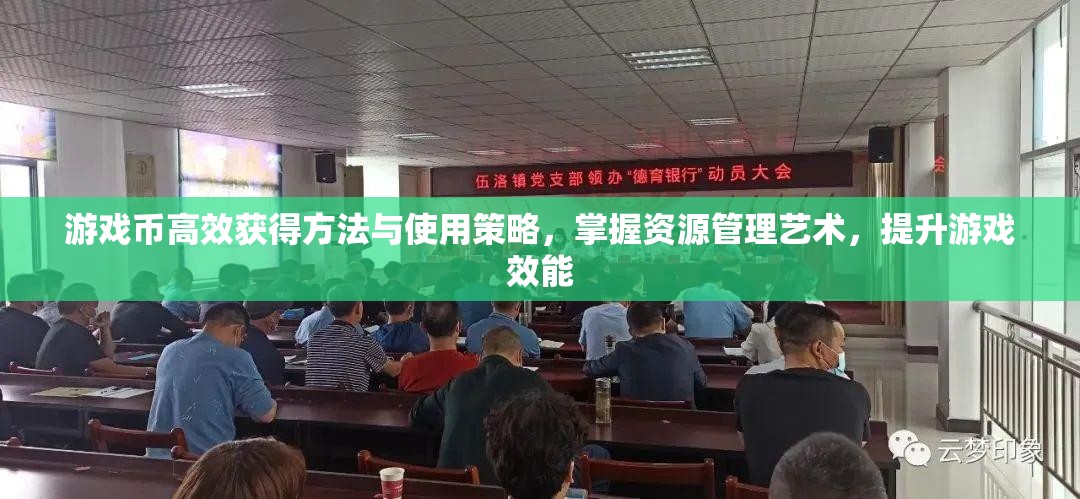 伍洛镇党支部领办“德育银行”动员大会
游戏币高效获得方法与使用策略，掌握资源管理艺术，提升游戏
效能
云梦印象